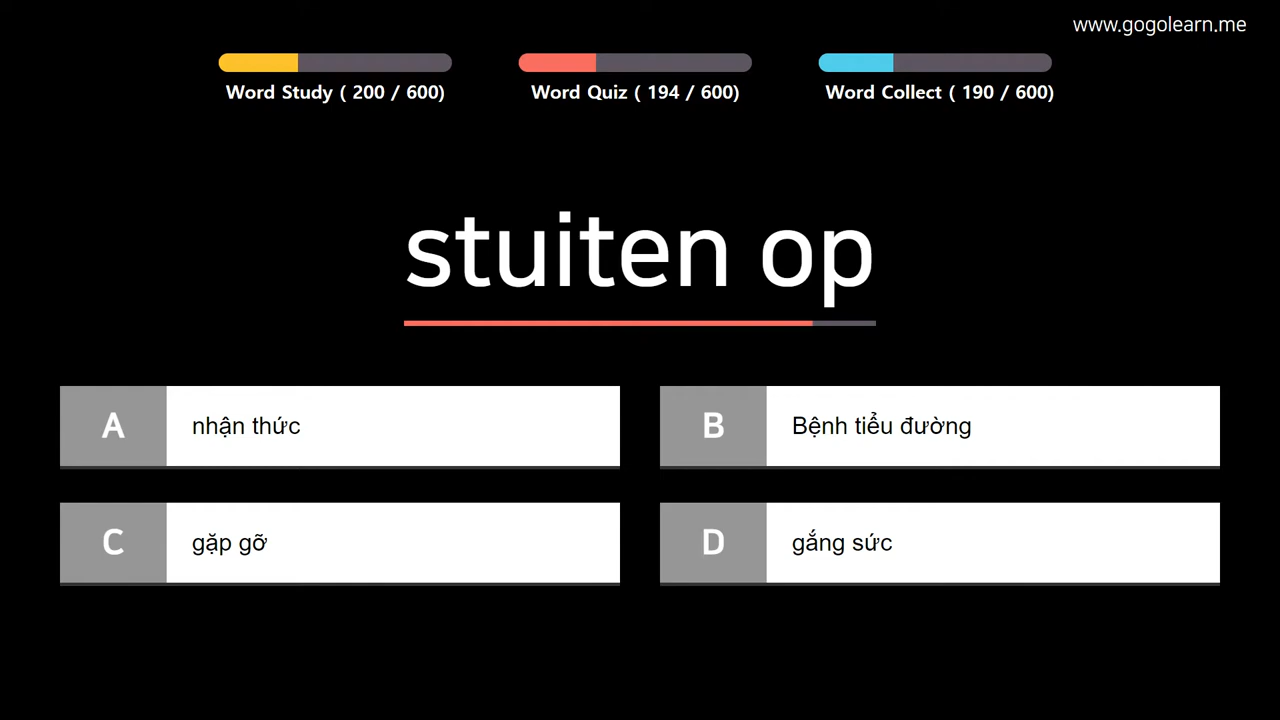 www.gogolearn.me
Word Study ( 200 / 600)
Word Quiz ( 194 / 600)
Word Collect ( 190 / 600)
stuiten op
A nhận thức
B Bệnh tiểu đường
C gặp gỡ
D gắng sức